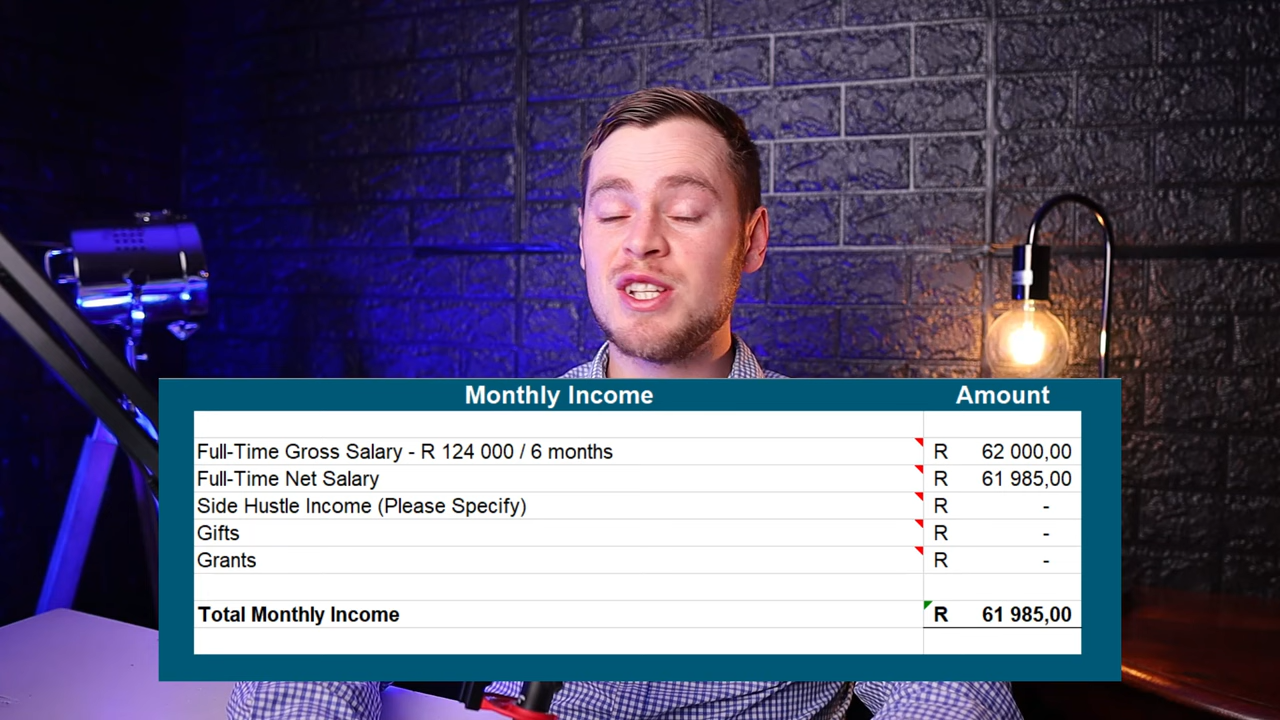 Monthly Income Amount
Full-Time Gross Salary - R 124 000 / 6 months R 62 000,00
Full-Time Net Salary R 61 985,00
Side Hustle Income (Please Specify) R -
Gifts R -
Grants R -
Total Monthly Income R 61 985,00